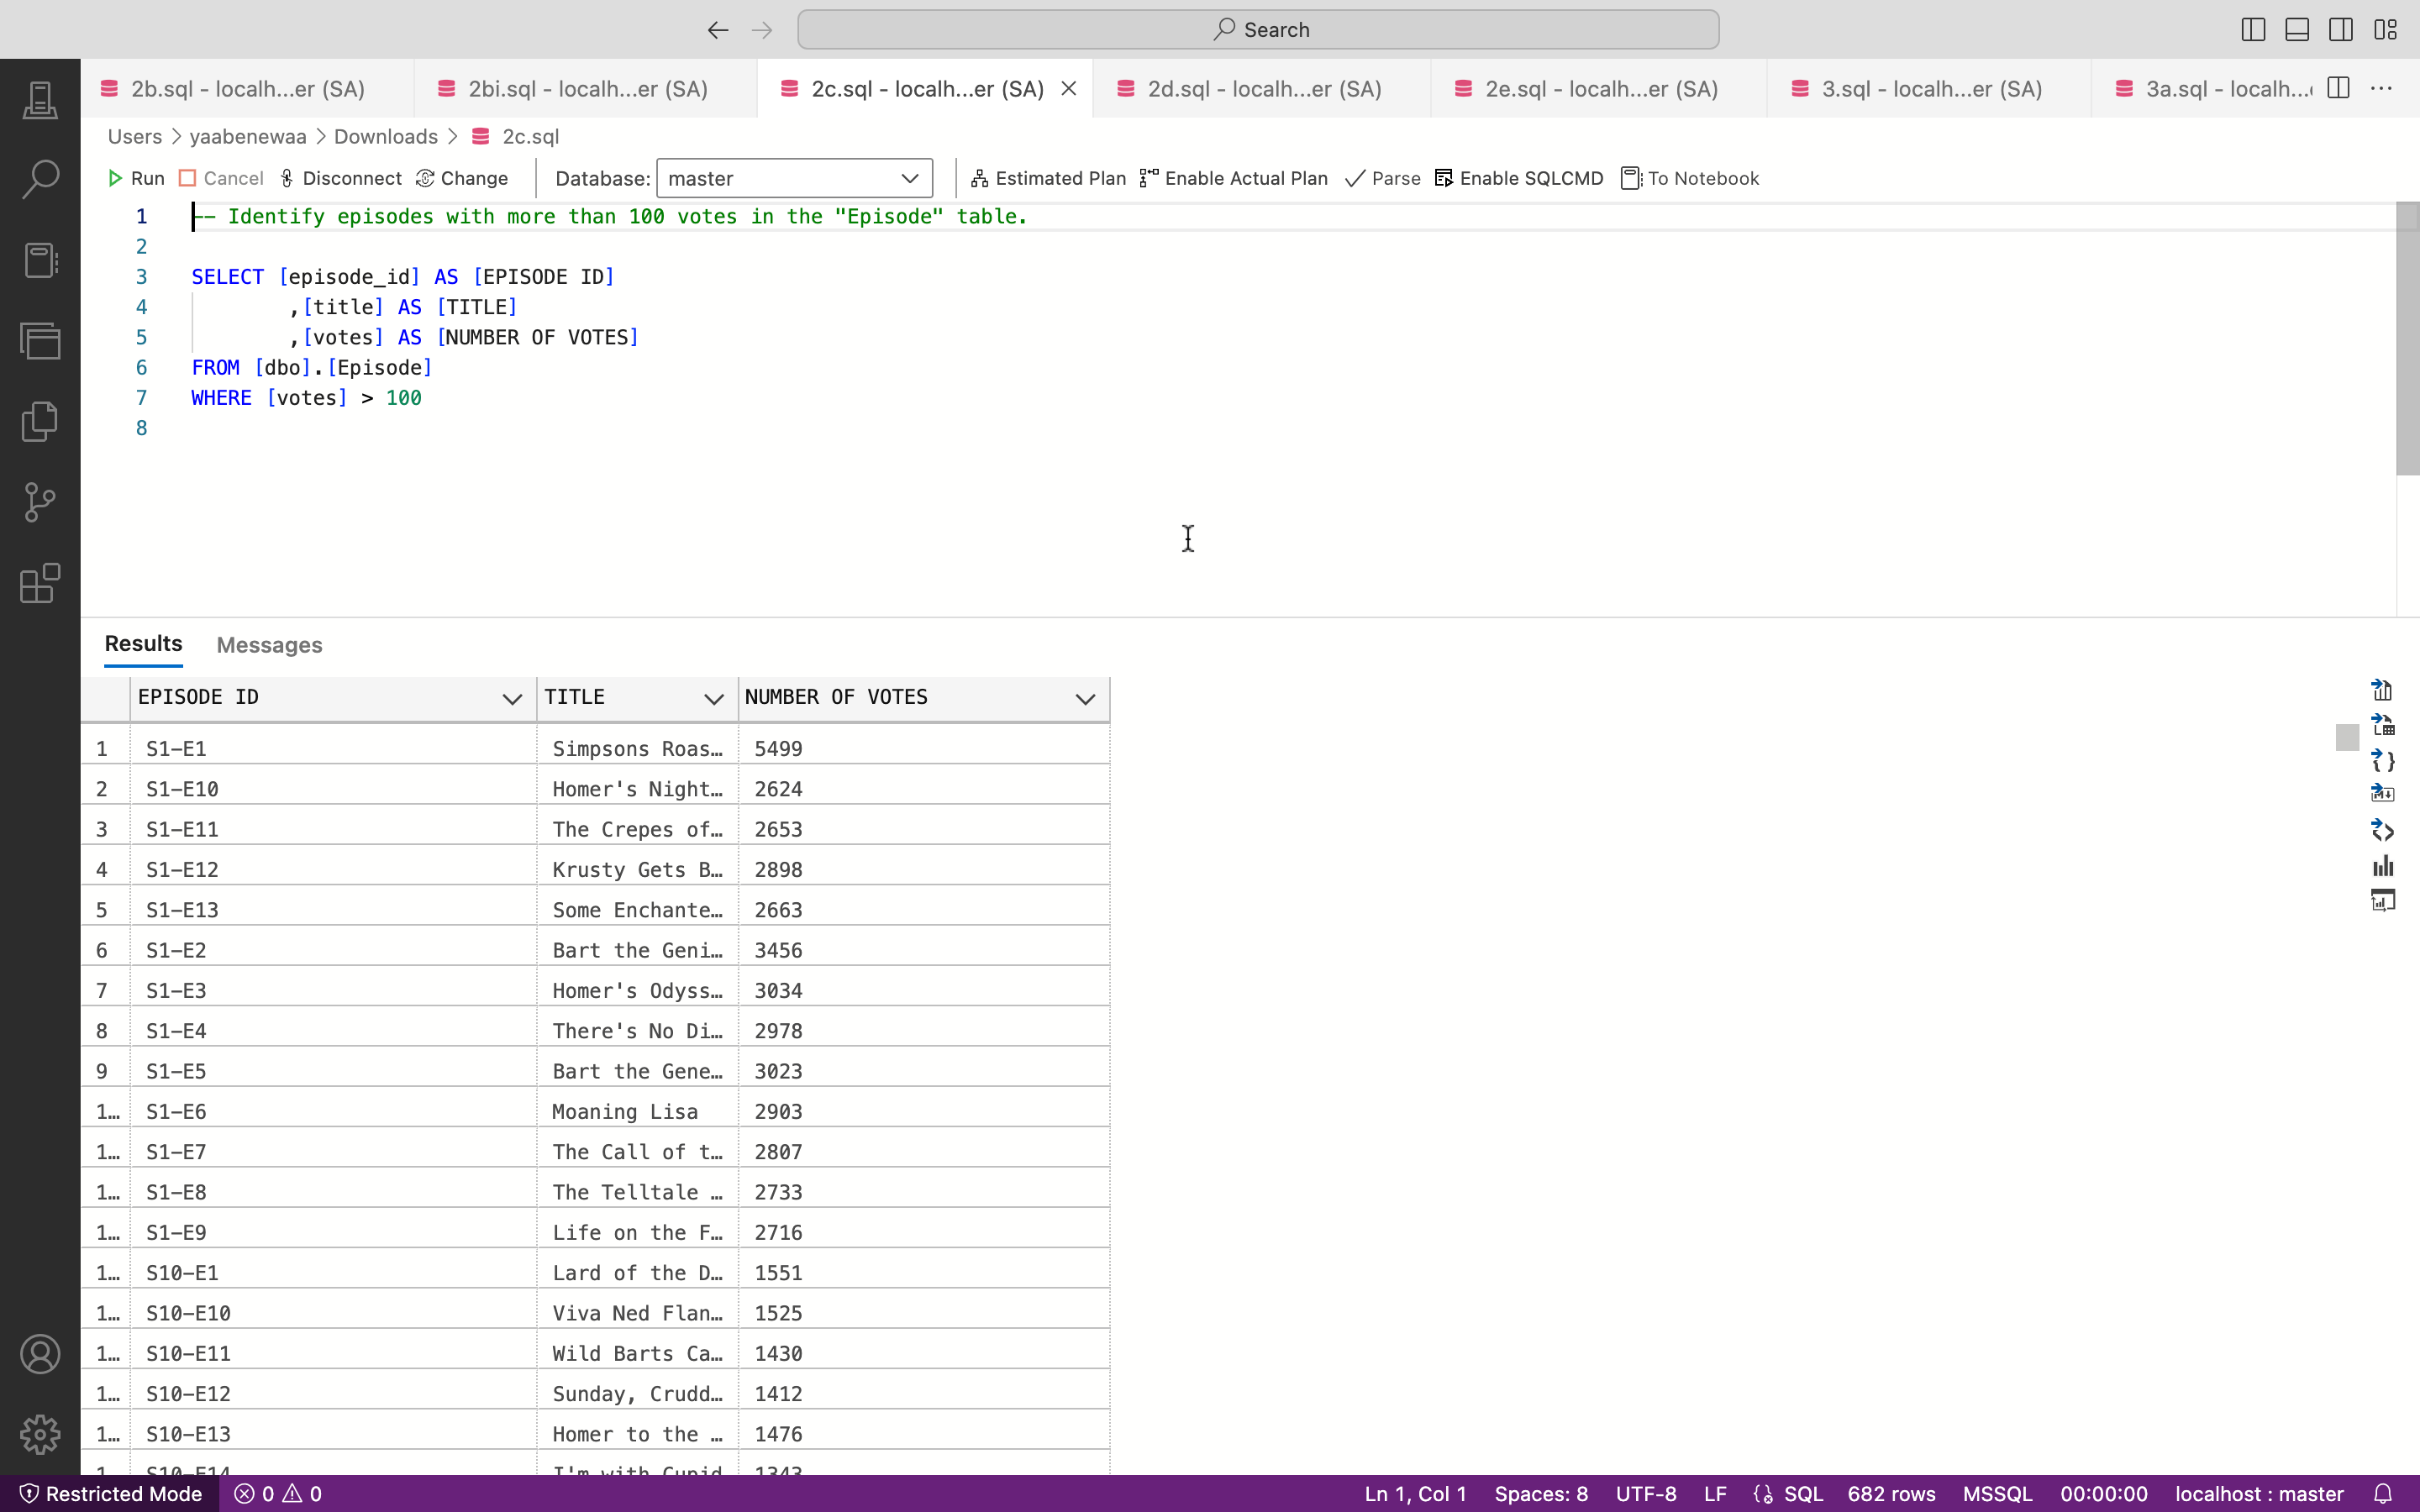 Search
2b.sql - localh...er (SA) 2bi.sql - localh...er (SA) 2c.sql - localh...er (SA) 2d.sql - localh...er (SA) 2e.sql - localh...er (SA) 3.sql - localh...er (SA) 3a.sql - localh...
Users > yaabenewaa > Downloads > 2c.sql
Run Cancel Disconnect Change Database: master Estimated Plan Enable Actual Plan Parse Enable SQLCMD To Notebook
1 -- Identify episodes with more than 100 votes in the "Episode" table.
2
3 SELECT [episode_id] AS [EPISODE ID]
4 ,[title] AS [TITLE]
5 ,[votes] AS [NUMBER OF VOTES]
6 FROM [dbo].[Episode]
7 WHERE [votes] > 100
8
Results Messages
EPISODE ID TITLE NUMBER OF VOTES
1 S1-E1 Simpsons Roas… 5499
2 S1-E10 Homer's Night… 2624
3 S1-E11 The Crepes of… 2653
4 S1-E12 Krusty Gets B… 2898
5 S1-E13 Some Enchante… 2663
6 S1-E2 Bart the Geni… 3456
7 S1-E3 Homer's Odyss… 3034
8 S1-E4 There's No Di… 2978
9 S1-E5 Bart the Gene… 3023
1… S1-E6 Moaning Lisa 2903
1… S1-E7 The Call of t… 2807
1… S1-E8 The Telltale … 2733
1… S1-E9 Life on the F… 2716
1… S10-E1 Lard of the D… 1551
1… S10-E10 Viva Ned Flan… 1525
1… S10-E11 Wild Barts Ca… 1430
1… S10-E12 Sunday, Crudd… 1412
1… S10-E13 Homer to the … 1476
1… S10-E14 I'm with Cupid 1343
Restricted Mode 0 0 Ln 1, Col 1 Spaces: 8 UTF-8 LF SQL 682 rows MSSQL 00:00:00 localhost : master